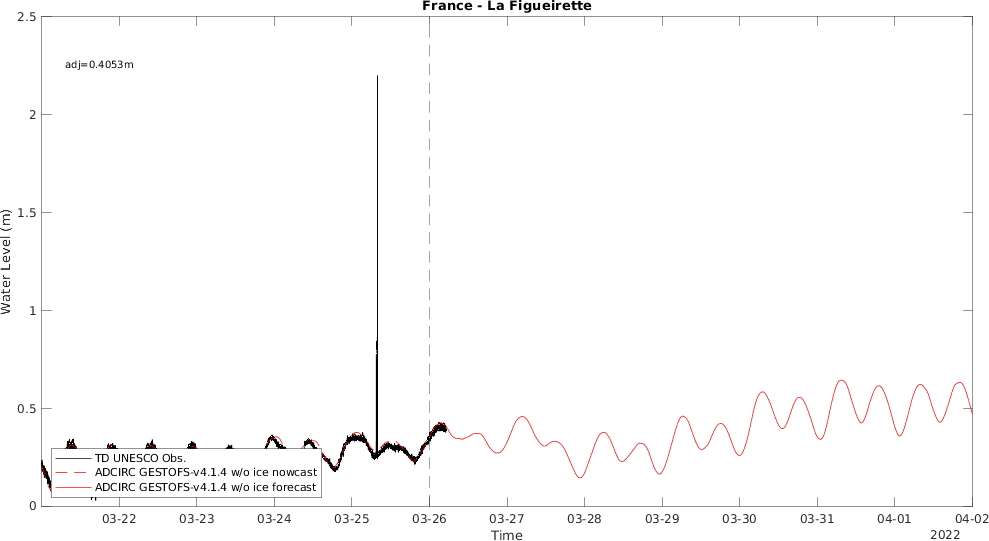 France - La Figueirette
adj=0.4053m
2.5
2
1.5
1
0.5
0
Water Level (m)
TD UNESCO Obs.
ADCIRC GESTOFS-v4.1.4 w/o ice nowcast
ADCIRC GESTOFS-v4.1.4 w/o ice forecast
03-22 03-23 03-24 03-25 03-26 03-27 03-28 03-29 03-30 03-31 04-01 04-02
Time
2022